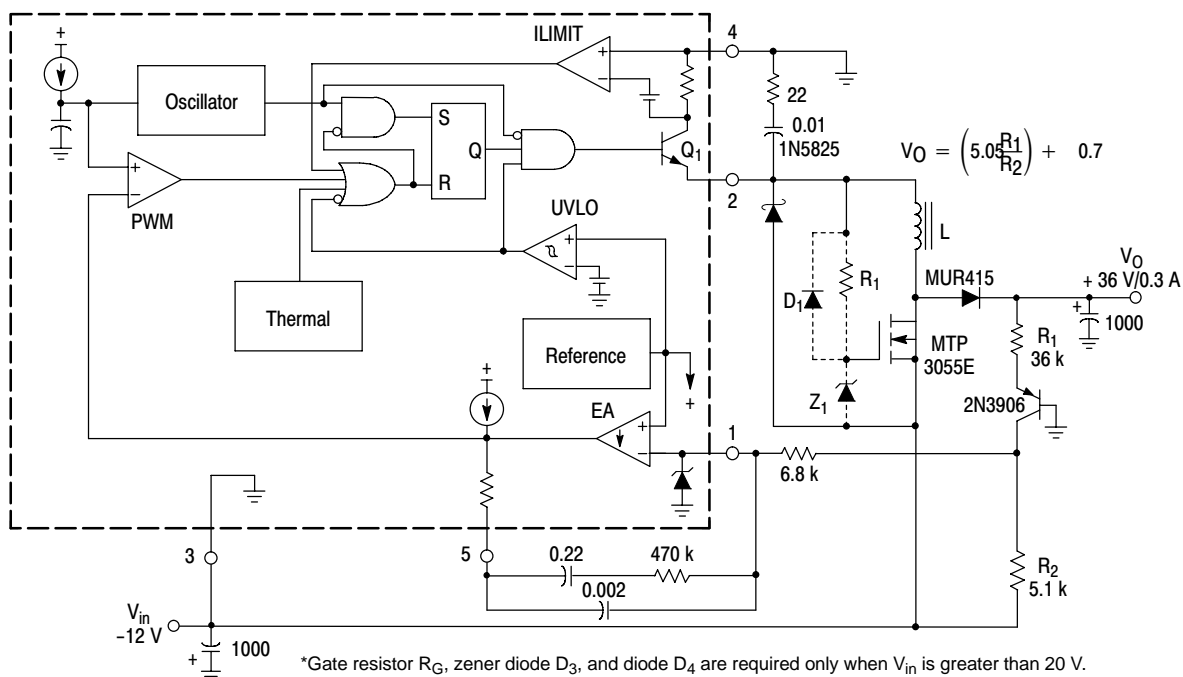 4
+
ILIMIT
+
−
Oscillator
22
S
0.01
1N5825
Q
Q1
VO = (5.05 R1/R2) + 0.7
+
−
R
PWM
2
UVLO
L
+
−
VO
+ 36 V/0.3 A
MUR415
D1
R1
+
1000
Thermal
Reference
MTP
3055E
R1
36 k
+
+
Z1
2N3906
EA
+
−
1
6.8 k
3
5
0.22
470 k
0.002
R2
5.1 k
Vin
−12 V
+
1000
*Gate resistor RG, zener diode D3, and diode D4 are required only when Vin is greater than 20 V.